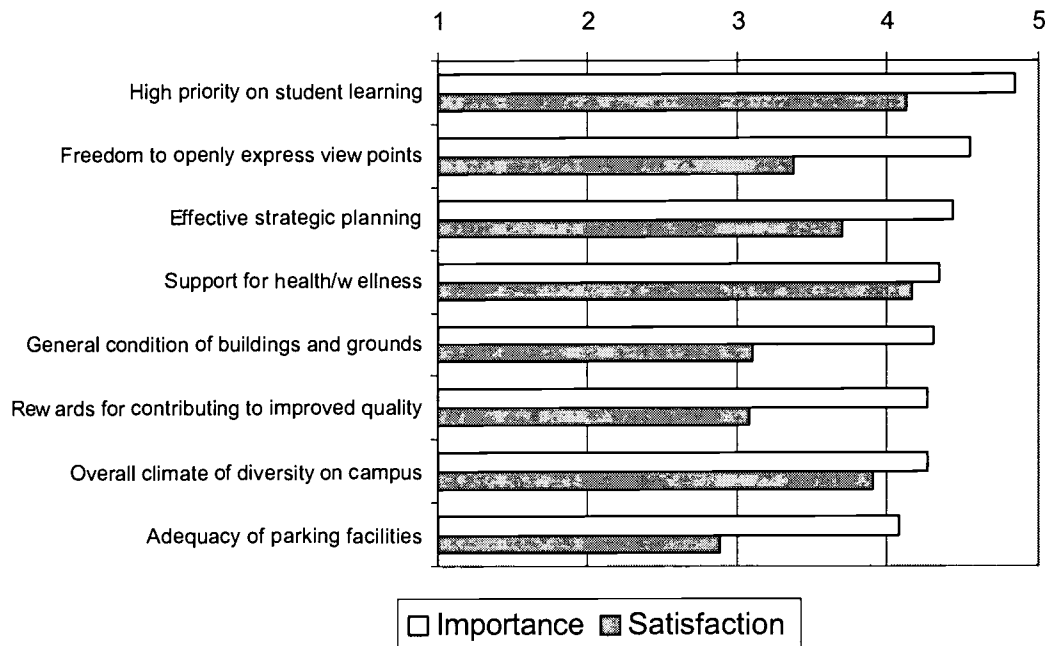 1 2 3 4 5
High priority on student learning
Freedom to openly express view points
Effective strategic planning
Support for health/w ellness
General condition of buildings and grounds
Rew ards for contributing to improved quality
Overall climate of diversity on campus
Adequacy of parking facilities
Importance Satisfaction